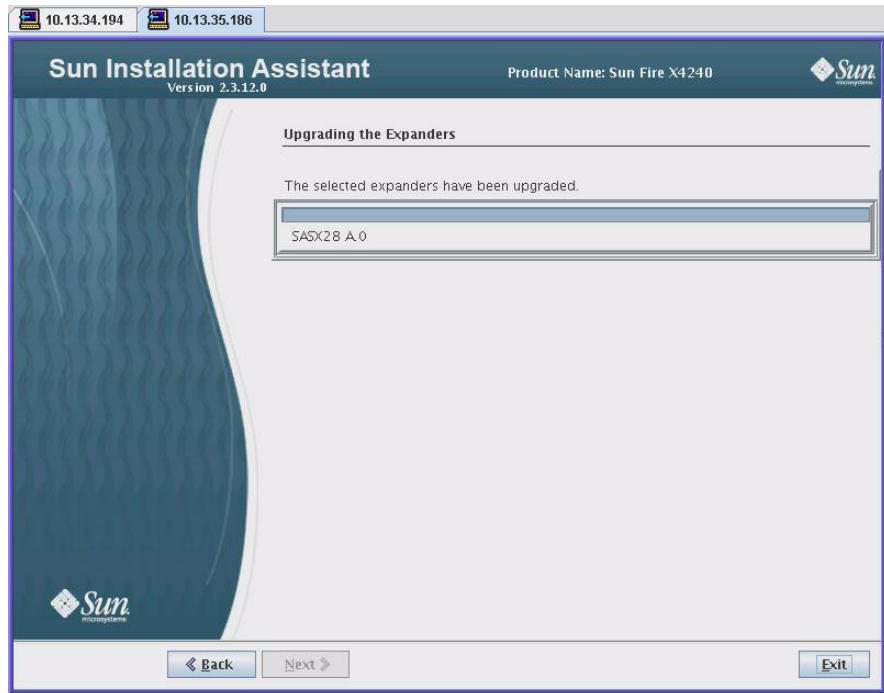 10.13.34.194
10.13.35.186
Sun Installation Assistant
Version 2.3.12.0
Product Name: Sun Fire X4240
Sun
microsystems
Upgrading the Expanders
The selected expanders have been upgraded.
SASX28 A.0
Sun
microsystems
Back
Next
Exit